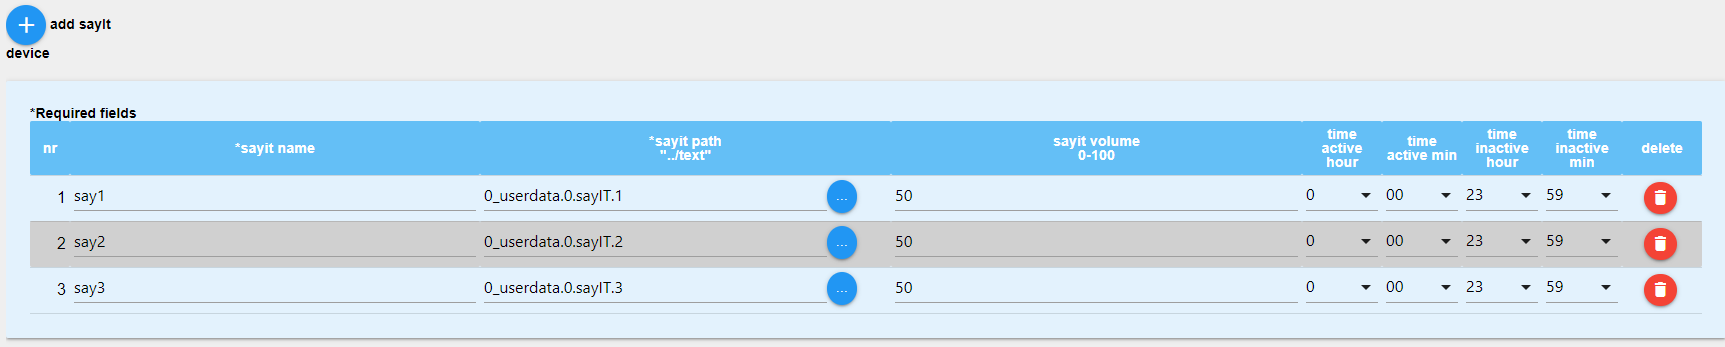 add sayIt
device
*Required fields
nr *sayit name *sayit path "../text" sayit volume 0-100 time active hour time active min time inactive hour time inactive min delete
1 say1 0_userdata.0.sayIT.1 ... 50 0 00 23 59
2 say2 0_userdata.0.sayIT.2 ... 50 0 00 23 59
3 say3 0_userdata.0.sayIT.3 ... 50 0 00 23 59